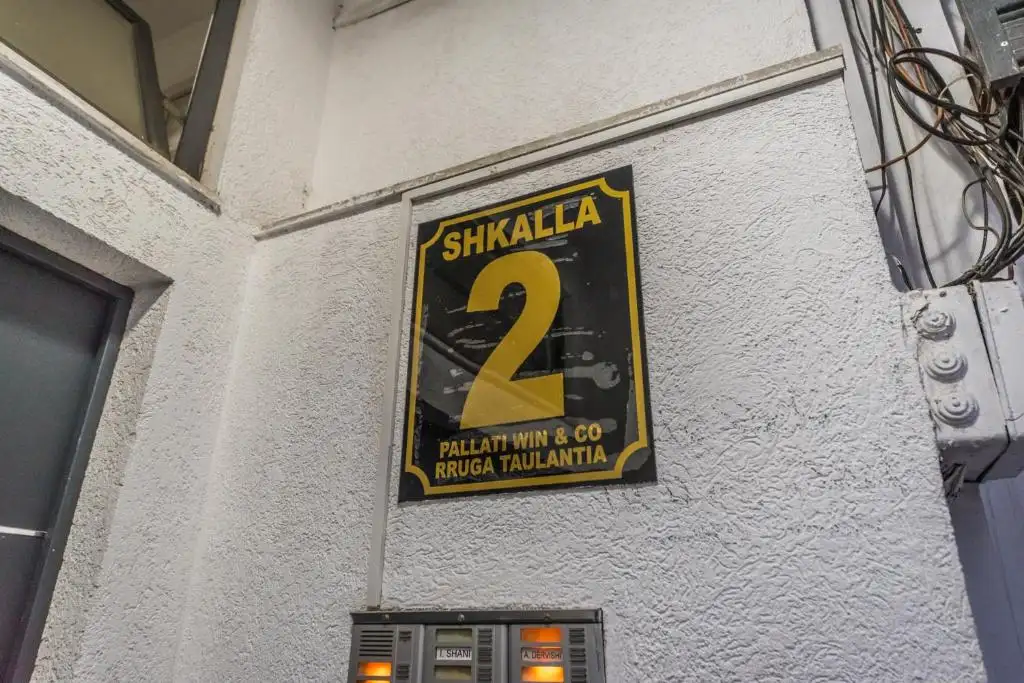 SHKALLA
2
PALLATI WIN & CO
RRUGA TAULANTIA
I. SHANI
A. DERVISHI